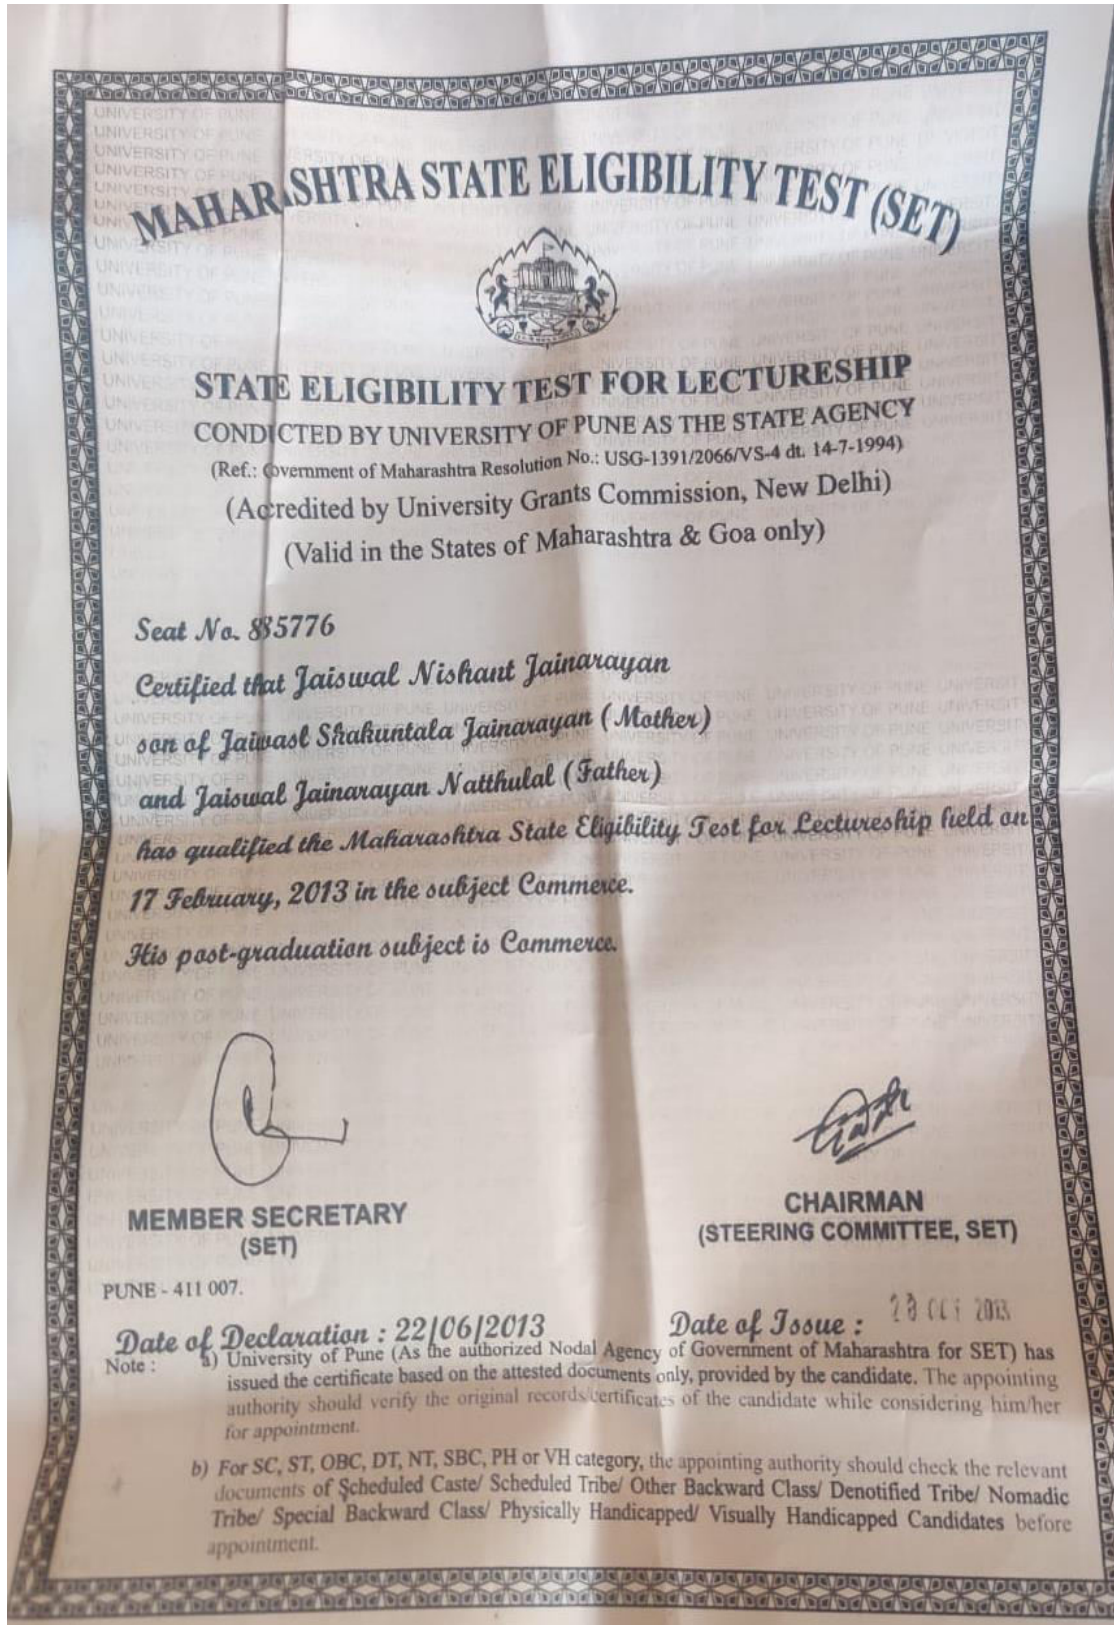 MAHARASHTRA STATE ELIGIBILITY TEST (SET)
STATE ELIGIBILITY TEST FOR LECTURESHIP
CONDICTED BY UNIVERSITY OF PUNE AS THE STATE AGENCY
(Ref.: Government of Maharashtra Resolution No.: USG-1391/2066/VS-4 dt. 14-7-1994)
(Acredited by University Grants Commission, New Delhi)
(Valid in the States of Maharashtra & Goa only)
Seat No. 885776
Certified that Jaiswal Nishant Jainarayan
son of Jaiwasl Shakuntala Jainarayan (Mother)
and Jaiswal Jainarayan Natthulal (Father)
has qualified the Maharashtra State Eligibility Test for Lectureship held on
17 February, 2013 in the subject Commerce.
His post-graduation subject is Commerce.
MEMBER SECRETARY
(SET)
CHAIRMAN
(STEERING COMMITTEE, SET)
PUNE - 411 007.
Date of Declaration : 22/06/2013
Date of Issue : 2013
Note : a) University of Pune (As the authorized Nodal Agency of Government of Maharashtra for SET) has
issued the certificate based on the attested documents only, provided by the candidate. The appointing
authority should verify the original records/certificates of the candidate while considering him/her
for appointment.
b) For SC, ST, OBC, DT, NT, SBC, PH or VH category, the appointing authority should check the relevant
documents of Scheduled Caste/ Scheduled Tribe/ Other Backward Class/ Denotified Tribe/ Nomadic
Tribe/ Special Backward Class/ Physically Handicapped/ Visually Handicapped Candidates before
appointment.